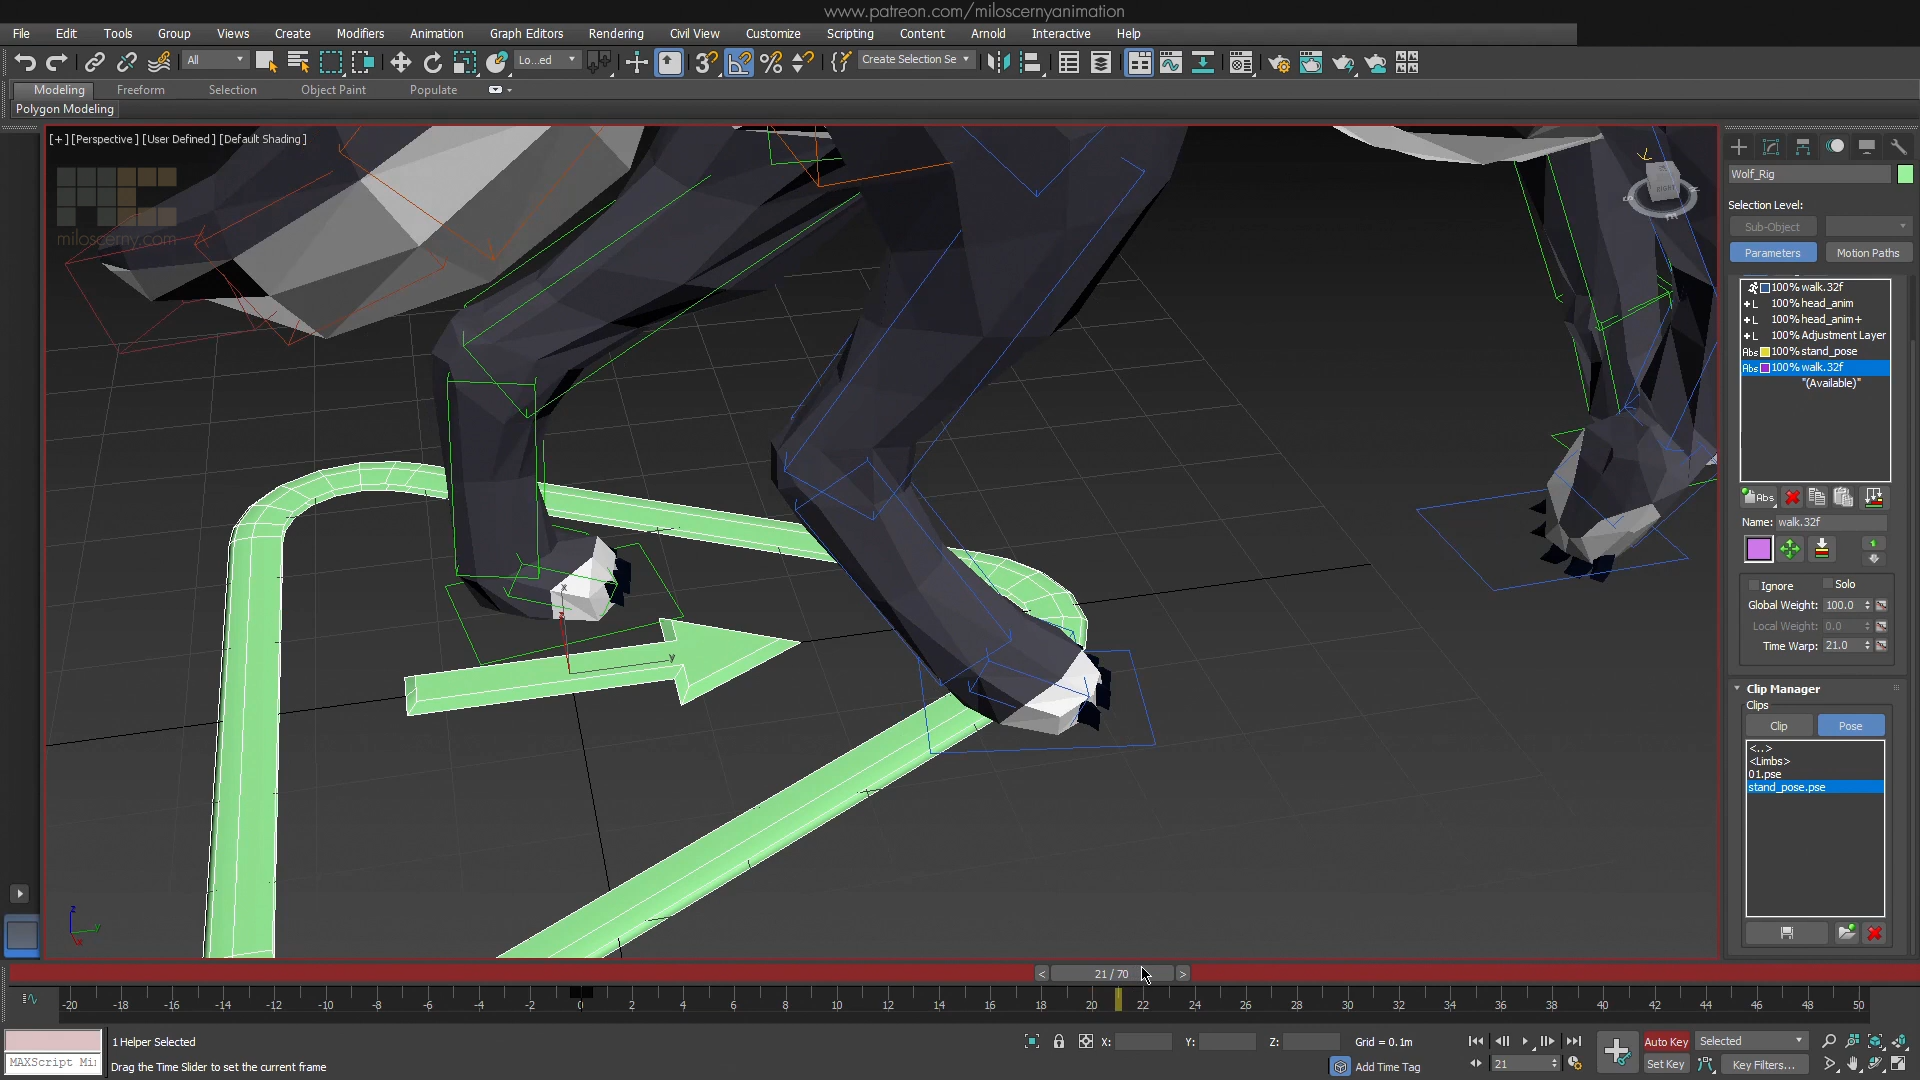 www.patreon.com/miloscernyanimation
File Edit Tools Group Views Create Modifiers Animation Graph Editors Rendering Civil View Customize Scripting Content Arnold Interactive Help
All Lo...ed Create Selection Se
Modeling Freeform Selection Object Paint Populate
Polygon Modeling
[+] [Perspective] [User Defined] [Default Shading]
miloscerny.com
RIGHT
Wolf_Rig
Selection Level:
Sub-Object
Parameters Motion Paths
100% walk.32f
+ L 100% head_anim
+ L 100% head_anim+
+ L 100% Adjustment Layer
Abs 100% stand_pose
Abs 100% walk.32f
"(Available)"
Abs
Name: walk.32f
Ignore Solo
Global Weight: 100.0
Local Weight: 0.0
Time Warp: 21.0
Clip Manager
Clips
Clip Pose
<..>
<Limbs>
01.pse
stand_pose.pse
x
y
z
y
x
< 21 / 70 >
-20 -18 -16 -14 -12 -10 -8 -6 -4 -2 0 2 4 6 8 10 12 14 16 18 20 22 24 26 28 30 32 34 36 38 40 42 44 46 48 50
1 Helper Selected X: Y: Z: Grid = 0.1m Auto Key Selected
MAXScript Mi
Drag the Time Slider to set the current frame Add Time Tag 21 Set Key Key Filters...